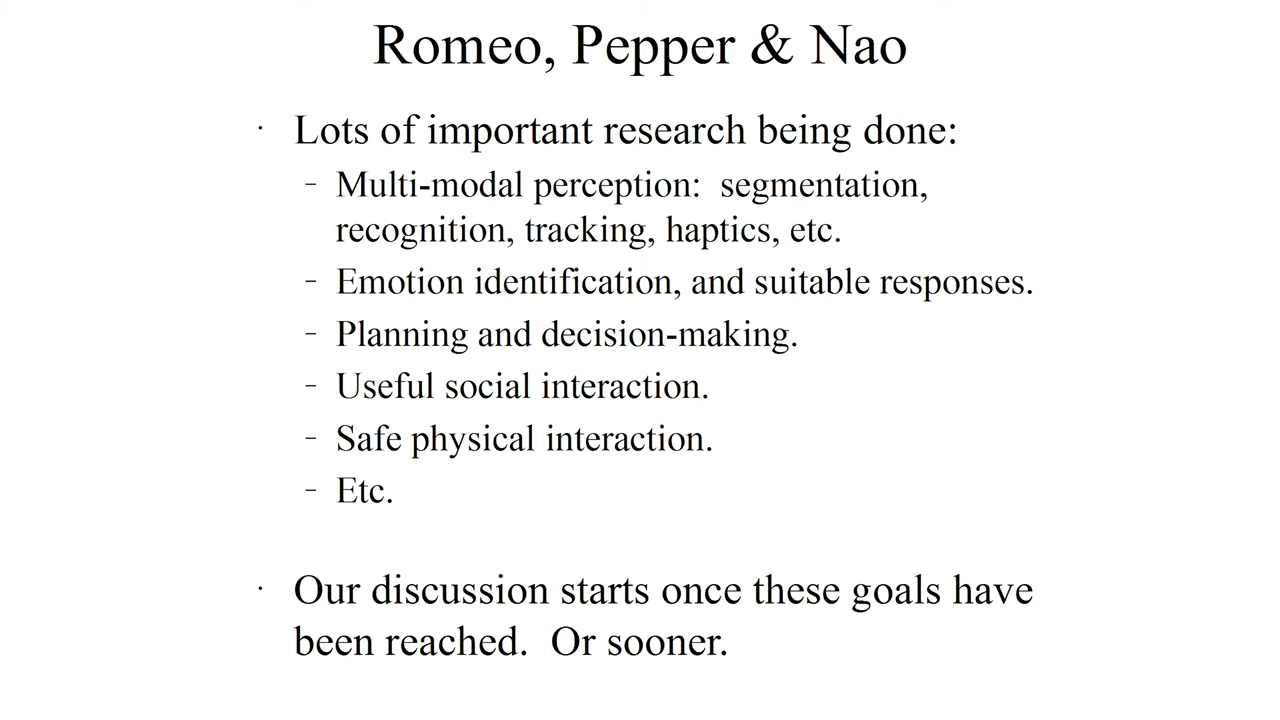 Romeo, Pepper & Nao
· Lots of important research being done:
– Multi-modal perception:  segmentation,
recognition, tracking, haptics, etc.
– Emotion identification, and suitable responses.
– Planning and decision-making.
– Useful social interaction.
– Safe physical interaction.
– Etc.
· Our discussion starts once these goals have
been reached.  Or sooner.